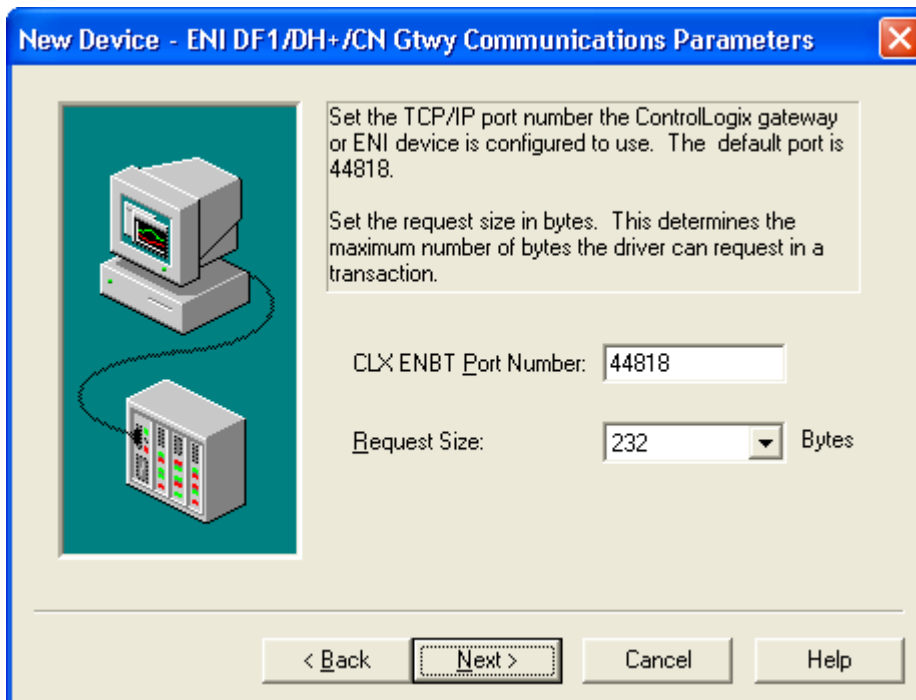 New Device - ENI DF1/DH+/CN Gtwy Communications Parameters
Set the TCP/IP port number the ControlLogix gateway
or ENI device is configured to use.  The  default port is
44818.
Set the request size in bytes.  This determines the
maximum number of bytes the driver can request in a
transaction.
CLX ENBT Port Number: 44818
Request Size: 232 Bytes
< Back Next > Cancel Help